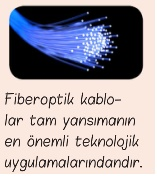 Fiberoptik kablo-
lar tam yansımanın
en önemli teknolojik
uygulamalarındandır.